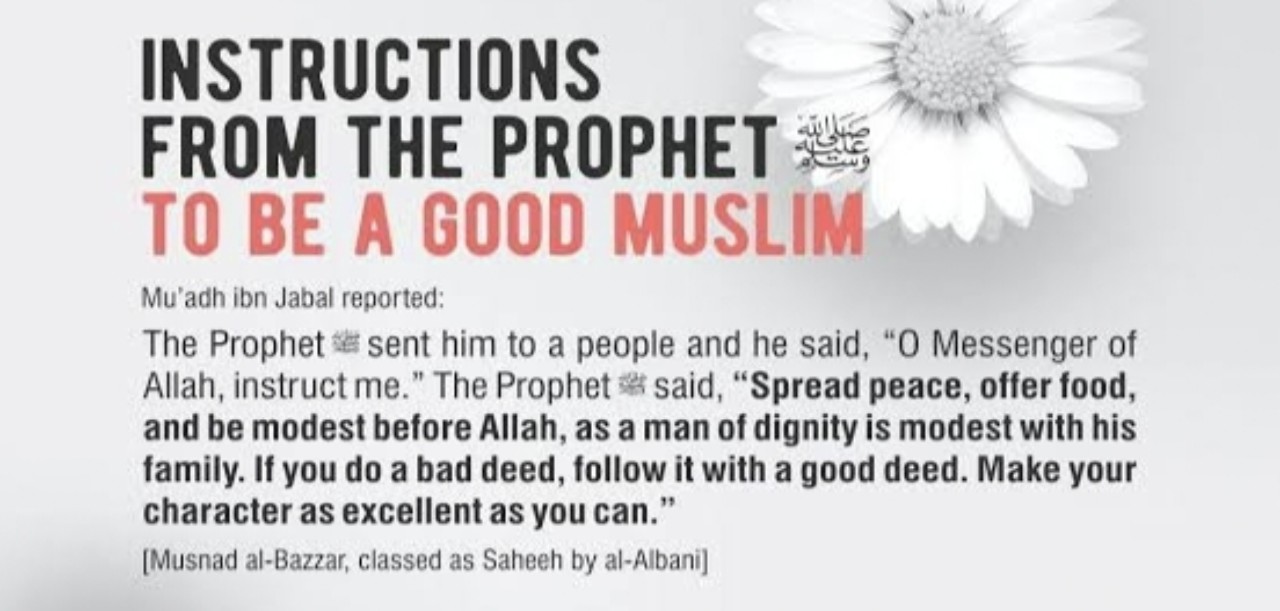 INSTRUCTIONS
FROM THE PROPHET ﷺ
TO BE A GOOD MUSLIM
Mu'adh ibn Jabal reported:
The Prophet ﷺ sent him to a people and he said, “O Messenger of
Allah, instruct me.” The Prophet ﷺ said, “Spread peace, offer food,
and be modest before Allah, as a man of dignity is modest with his
family. If you do a bad deed, follow it with a good deed. Make your
character as excellent as you can.”
[Musnad al-Bazzar, classed as Saheeh by al-Albani]